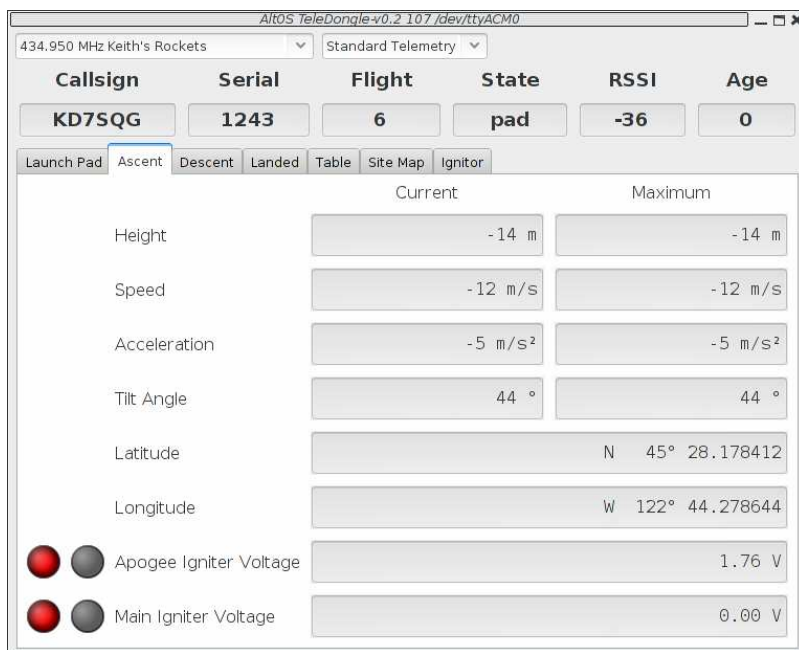 AltOS TeleDongle-v0.2 107 /dev/ttyACM0
434.950 MHz Keith's Rockets Standard Telemetry
Callsign Serial Flight State RSSI Age
KD7SQG 1243 6 pad -36 0
Launch Pad Ascent Descent Landed Table Site Map Ignitor
Current Maximum
Height -14 m -14 m
Speed -12 m/s -12 m/s
Acceleration -5 m/s² -5 m/s²
Tilt Angle 44 ° 44 °
Latitude N 45° 28.178412
Longitude W 122° 44.278644
Apogee Igniter Voltage 1.76 V
Main Igniter Voltage 0.00 V